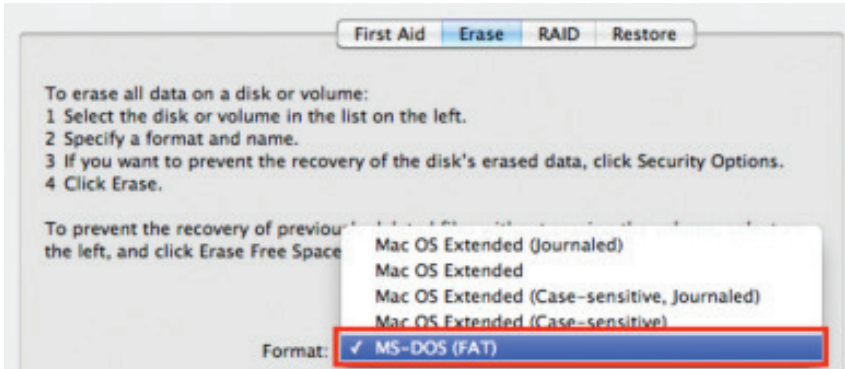 First Aid Erase RAID Restore
To erase all data on a disk or volume:
1 Select the disk or volume in the list on the left.
2 Specify a format and name.
3 If you want to prevent the recovery of the disk's erased data, click Security Options.
4 Click Erase.
To prevent the recovery of previou
the left, and click Erase Free Space
Mac OS Extended (Journaled)
Mac OS Extended
Mac OS Extended (Case-sensitive, Journaled)
Mac OS Extended (Case-sensitive)
Format: ✓ MS-DOS (FAT)